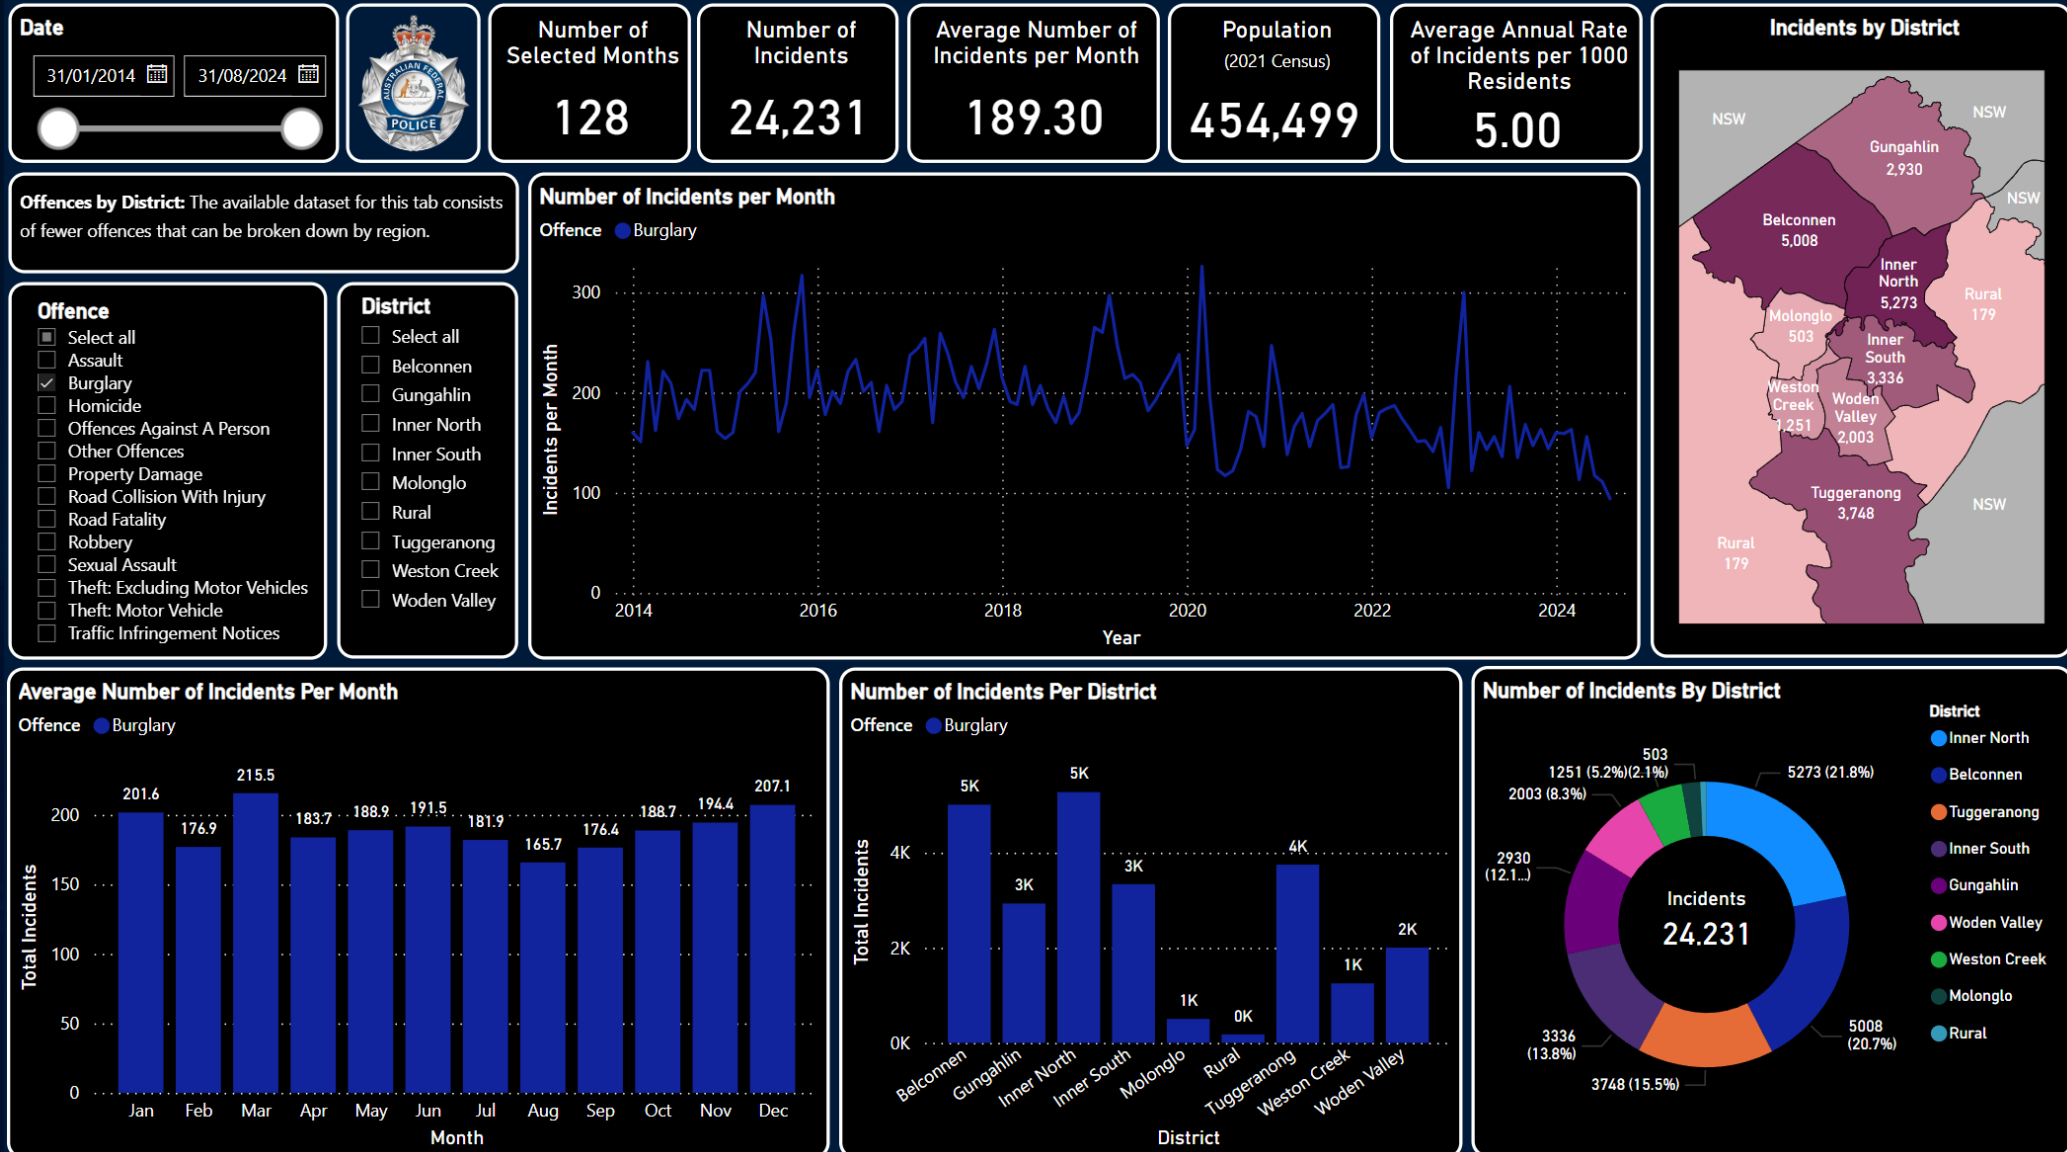 Date
31/01/2014
31/08/2024
AUSTRALIAN FEDERAL
POLICE
Number of
Selected Months
128
Number of
Incidents
24,231
Average Number of
Incidents per Month
189.30
Population
(2021 Census)
454,499
Average Annual Rate
of Incidents per 1000
Residents
5.00
Incidents by District
NSW
NSW
Gungahlin
2,930
NSW
Belconnen
5,008
Inner
North
5,273
Rural
179
Molonglo
503
Inner
South
3,336
Weston
Creek
1,251
Woden
Valley
2,003
Tuggeranong
3,748
NSW
Rural
179
Offences by District: The available dataset for this tab consists
of fewer offences that can be broken down by region.
Offence
Select all
Assault
Burglary
Homicide
Offences Against A Person
Other Offences
Property Damage
Road Collision With Injury
Road Fatality
Robbery
Sexual Assault
Theft: Excluding Motor Vehicles
Theft: Motor Vehicle
Traffic Infringement Notices
District
Select all
Belconnen
Gungahlin
Inner North
Inner South
Molonglo
Rural
Tuggeranong
Weston Creek
Woden Valley
Number of Incidents per Month
Offence Burglary
Incidents per Month
300
200
100
0
2014 2016 2018 2020 2022 2024
Year
Average Number of Incidents Per Month
Offence Burglary
Total Incidents
200
150
100
50
0
201.6
176.9
215.5
183.7
188.9
191.5
181.9
165.7
176.4
188.7
194.4
207.1
Jan Feb Mar Apr May Jun Jul Aug Sep Oct Nov Dec
Month
Number of Incidents Per District
Offence Burglary
Total Incidents
4K
2K
0K
5K
3K
5K
3K
1K
0K
4K
1K
2K
Belconnen
Gungahlin
Inner North
Inner South
Molonglo
Rural
Tuggeranong
Weston Creek
Woden Valley
District
Number of Incidents By District
503
(2.1%)
1251 (5.2%)
2003 (8.3%)
2930
(12.1...)
3336
(13.8%)
3748 (15.5%)
5008
(20.7%)
5273 (21.8%)
Incidents
24.231
District
Inner North
Belconnen
Tuggeranong
Inner South
Gungahlin
Woden Valley
Weston Creek
Molonglo
Rural